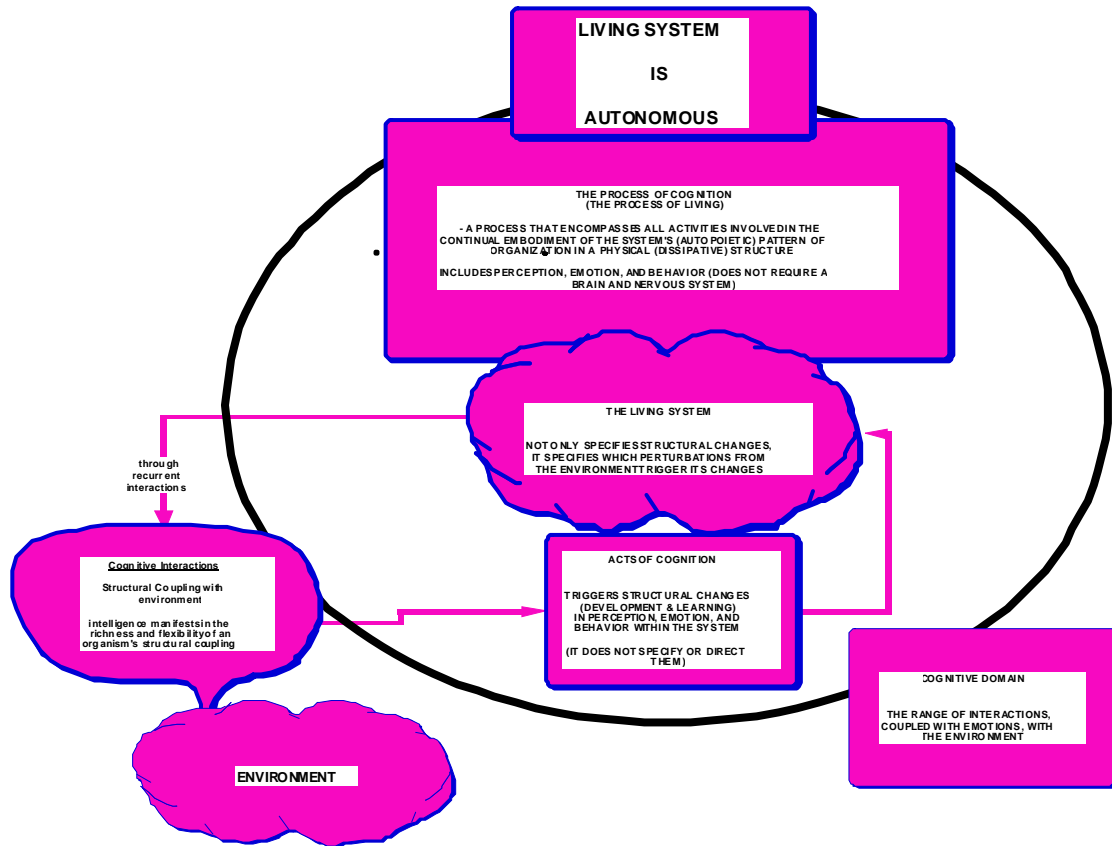 LIVING SYSTEM
IS
AUTONOMOUS
THE PROCESS OF COGNITION
(THE PROCESS OF LIVING)
- A PROCESS THAT ENCOMPASSES ALL ACTIVITIES INVOLVED IN THE
CONTINUAL EMBODIMENT OF THE SYSTEM'S (AUTOPOIETIC) PATTERN OF
ORGANIZATION IN A PHYSICAL (DISSIPATIVE) STRUCTURE
INCLUDES PERCEPTION, EMOTION, AND BEHAVIOR (DOES NOT REQUIRE A
BRAIN AND NERVOUS SYSTEM)
THE LIVING SYSTEM
NOT ONLY SPECIFIES STRUCTURAL CHANGES,
IT SPECIFIES WHICH PERTURBATIONS FROM
THE ENVIRONMENT TRIGGER ITS CHANGES
through
recurrent
interactions
Cognitive Interactions
Structural Coupling with
environment
intelligence manifests in the
richness and flexibility of an
organism's structural coupling
ACTS OF COGNITION
TRIGGERS STRUCTURAL CHANGES
(DEVELOPMENT & LEARNING)
IN PERCEPTION, EMOTION, AND
BEHAVIOR WITHIN THE SYSTEM
(IT DOES NOT SPECIFY OR DIRECT
THEM)
COGNITIVE DOMAIN
THE RANGE OF INTERACTIONS,
COUPLED WITH EMOTIONS, WITH
THE ENVIRONMENT
ENVIRONMENT